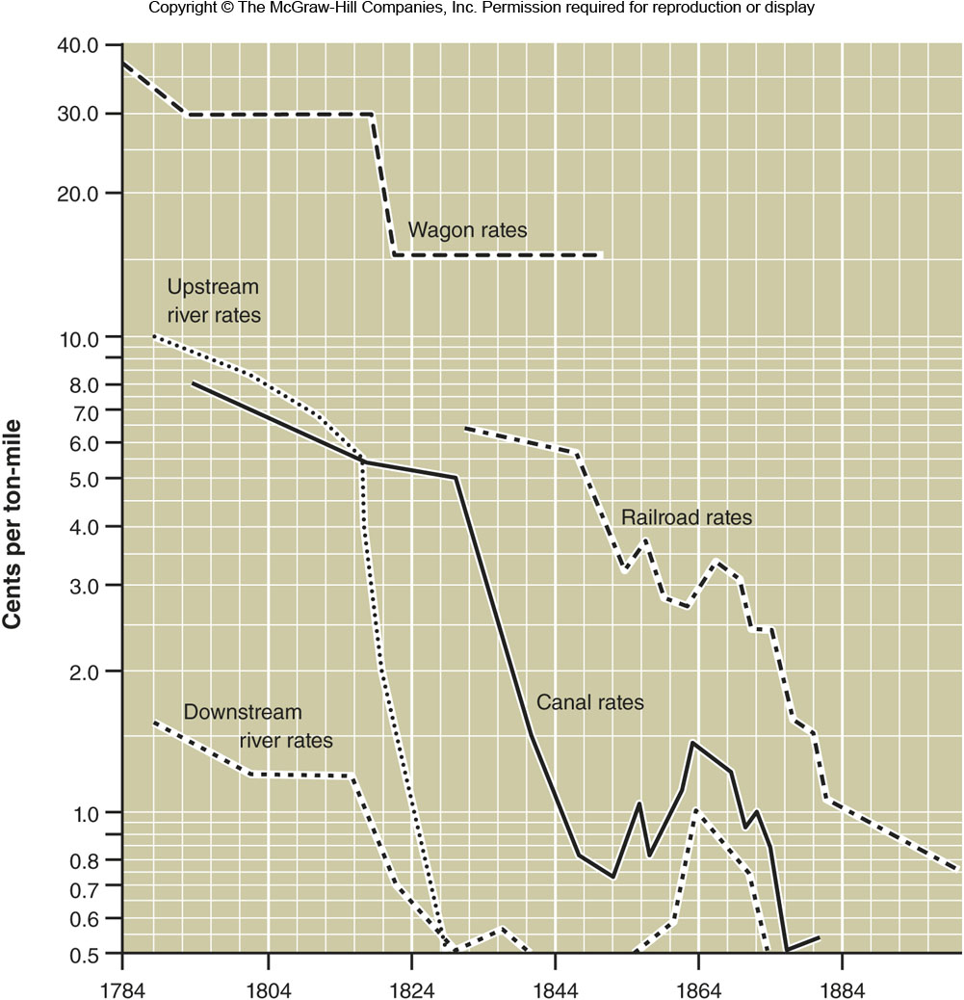 Copyright © The McGraw-Hill Companies, Inc. Permission required for reproduction or display
40.0
30.0
20.0
Wagon rates
Upstream
river rates
10.0
8.0
70
6.0
5.0
Railroad rates
4.0
Cents per ton-mile
3.0
2.0
Canal rates
Downstream
river rates
1.0
0.8
0.7
0.6
0.5
1784 1804 1824 1844 1864 1884